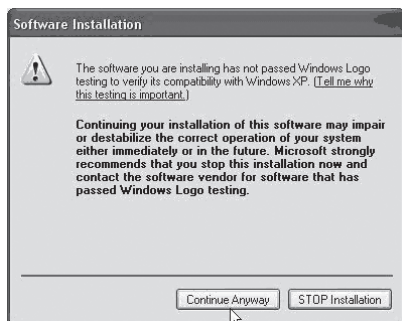 Software Installation
The software you are installing has not passed Windows Logo
testing to verify its compatibility with Windows XP. (Tell me why
this testing is important.)
Continuing your installation of this software may impair
or destabilize the correct operation of your system
either immediately or in the future. Microsoft strongly
recommends that you stop this installation now and
contact the software vendor for software that has
passed Windows Logo testing.
Continue Anyway STOP Installation